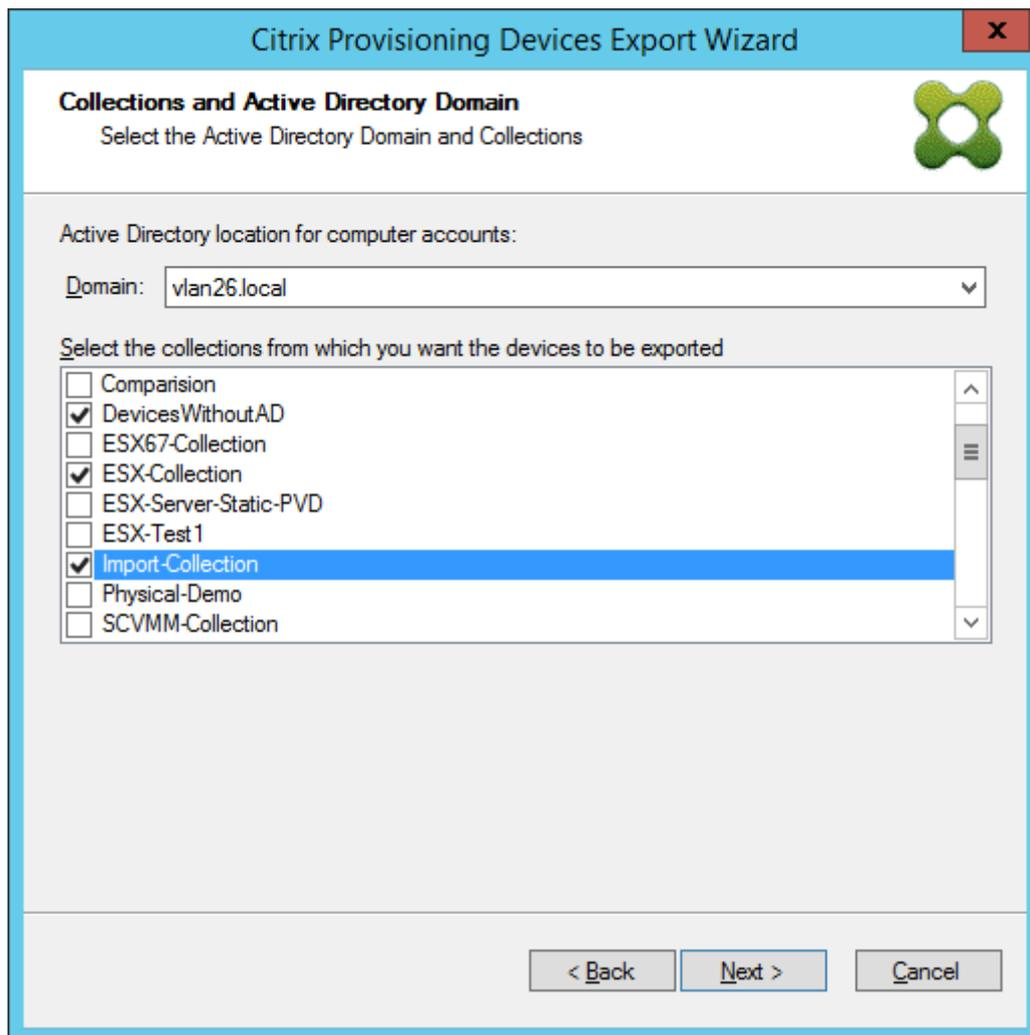 Citrix Provisioning Devices Export Wizard
x
Collections and Active Directory Domain
Select the Active Directory Domain and Collections
Active Directory location for computer accounts:
Domain: vlan26.local
Select the collections from which you want the devices to be exported
Comparision
DevicesWithoutAD
ESX67-Collection
ESX-Collection
ESX-Server-Static-PVD
ESX-Test1
Import-Collection
Physical-Demo
SCVMM-Collection
< Back Next > Cancel